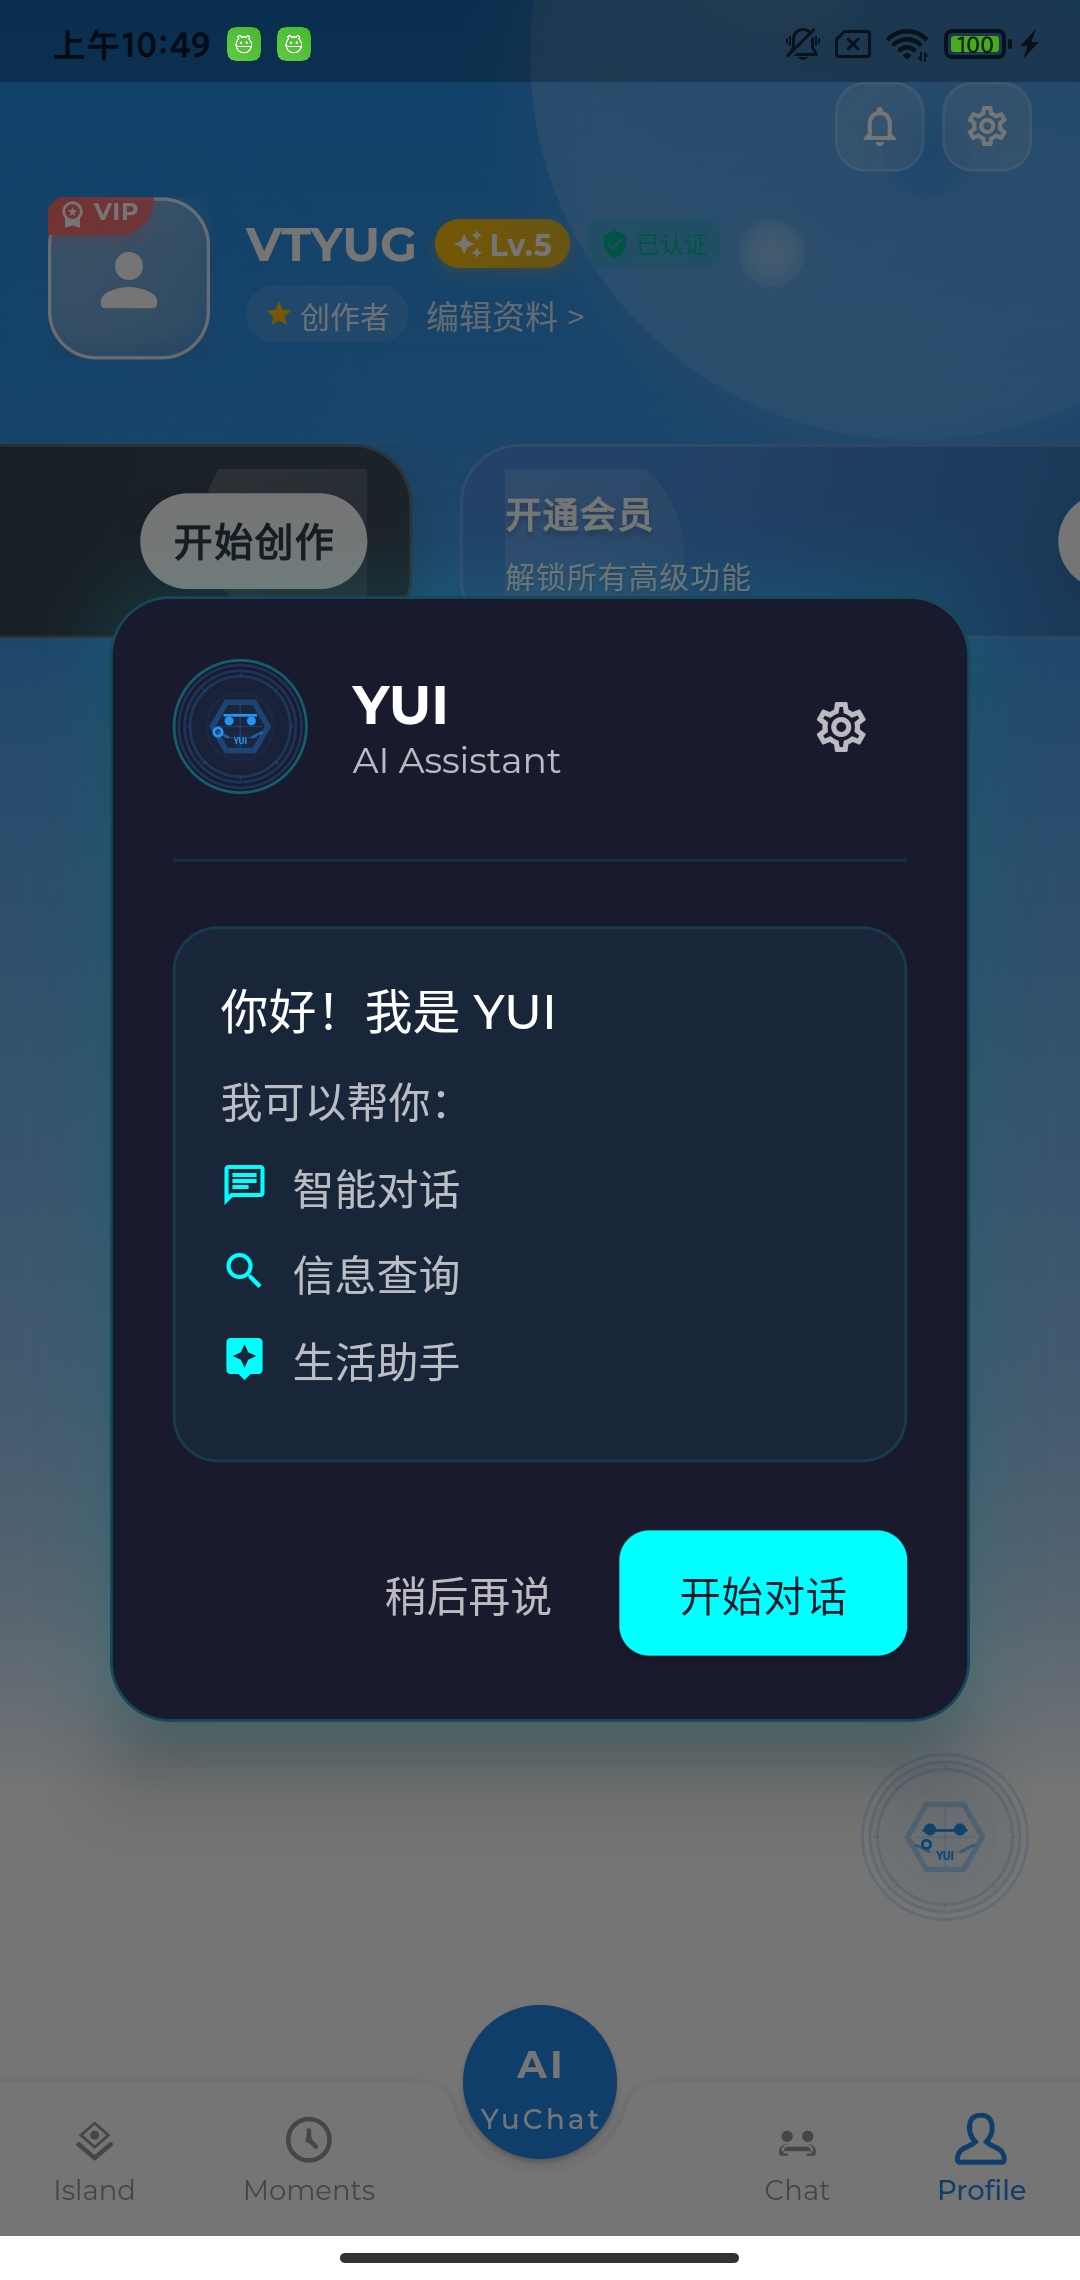 上午10:49
100
VIP
VTYUG
Lv.5
已认证
创作者
编辑资料 >
开始创作
开通会员
解锁所有高级功能
YUI
YUI
AI Assistant
你好！我是 YUI
我可以帮你：
智能对话
信息查询
生活助手
稍后再说
开始对话
YUI
AI
YuChat
Island
Moments
Chat
Profile